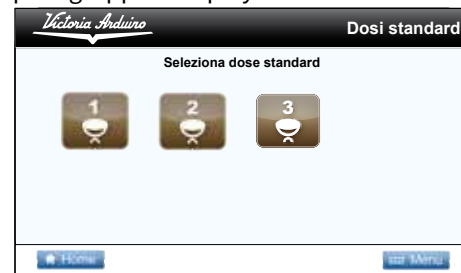 Victoria Arduino
Dosi standard
Seleziona dose standard
1
2
3
Home
Menu